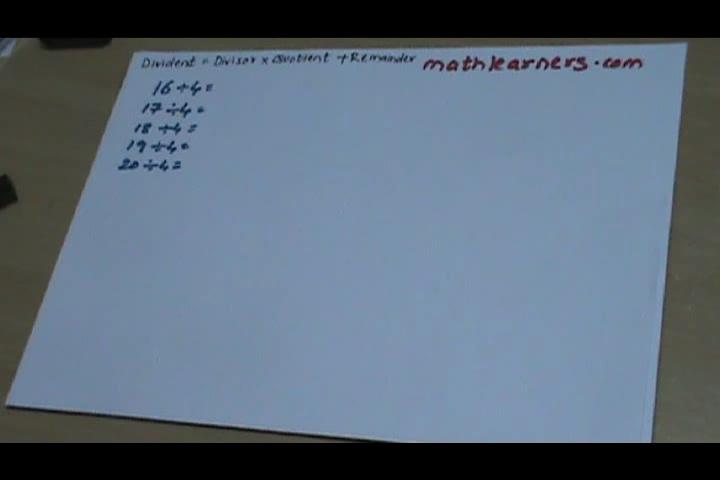 Divident = Divisor x Quotient + Remainder mathlearners.com
16 ÷ 4 =
17 ÷ 4 =
18 ÷ 4 =
19 ÷ 4 =
20 ÷ 4 =